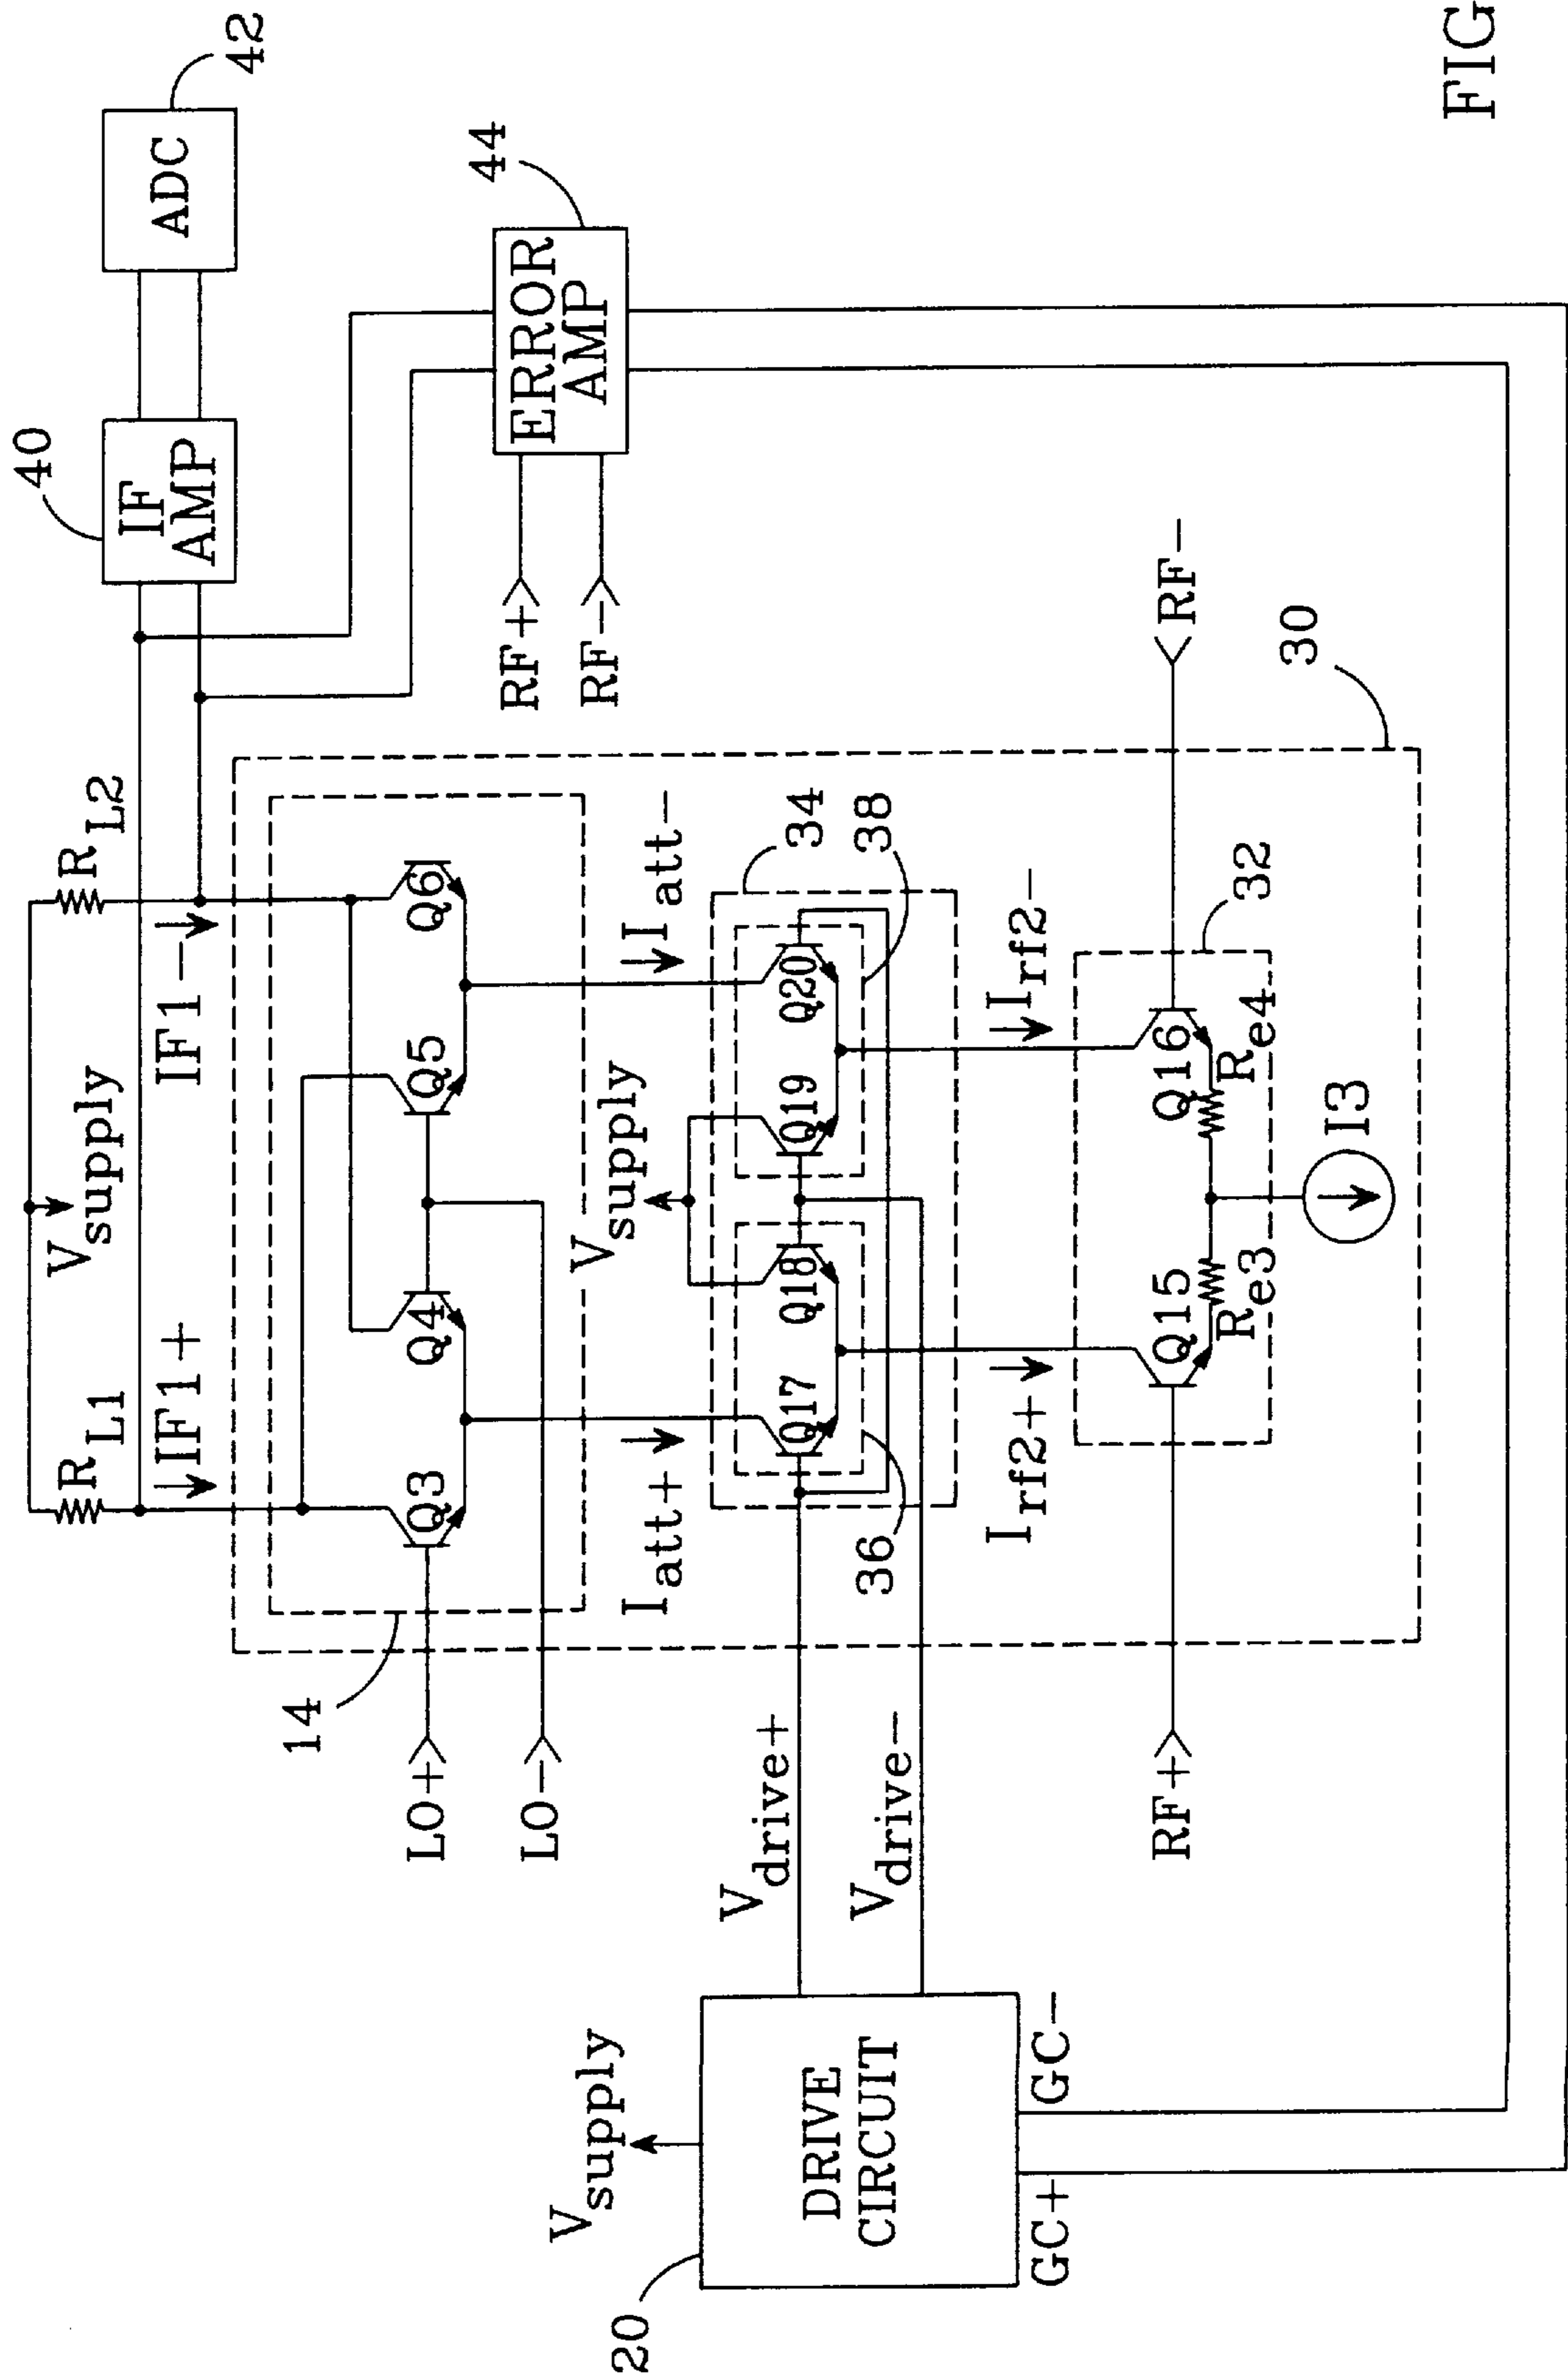 40
IF
AMP
ADC
42
V supply
R L1
R L2
IF1+
IF1-
44
ERROR
AMP
RF+
RF-
14
Q3
Q4
Q5
Q6
LO+
LO-
V supply
I att+
I att-
34
38
36
Q17
Q18
Q19
Q20
V drive+
V drive-
V supply
20
DRIVE
CIRCUIT
GC+
GC-
I rf2+
I rf2-
32
Q15
Q16
R e3
R e4
I3
RF+
RF-
30
FIG